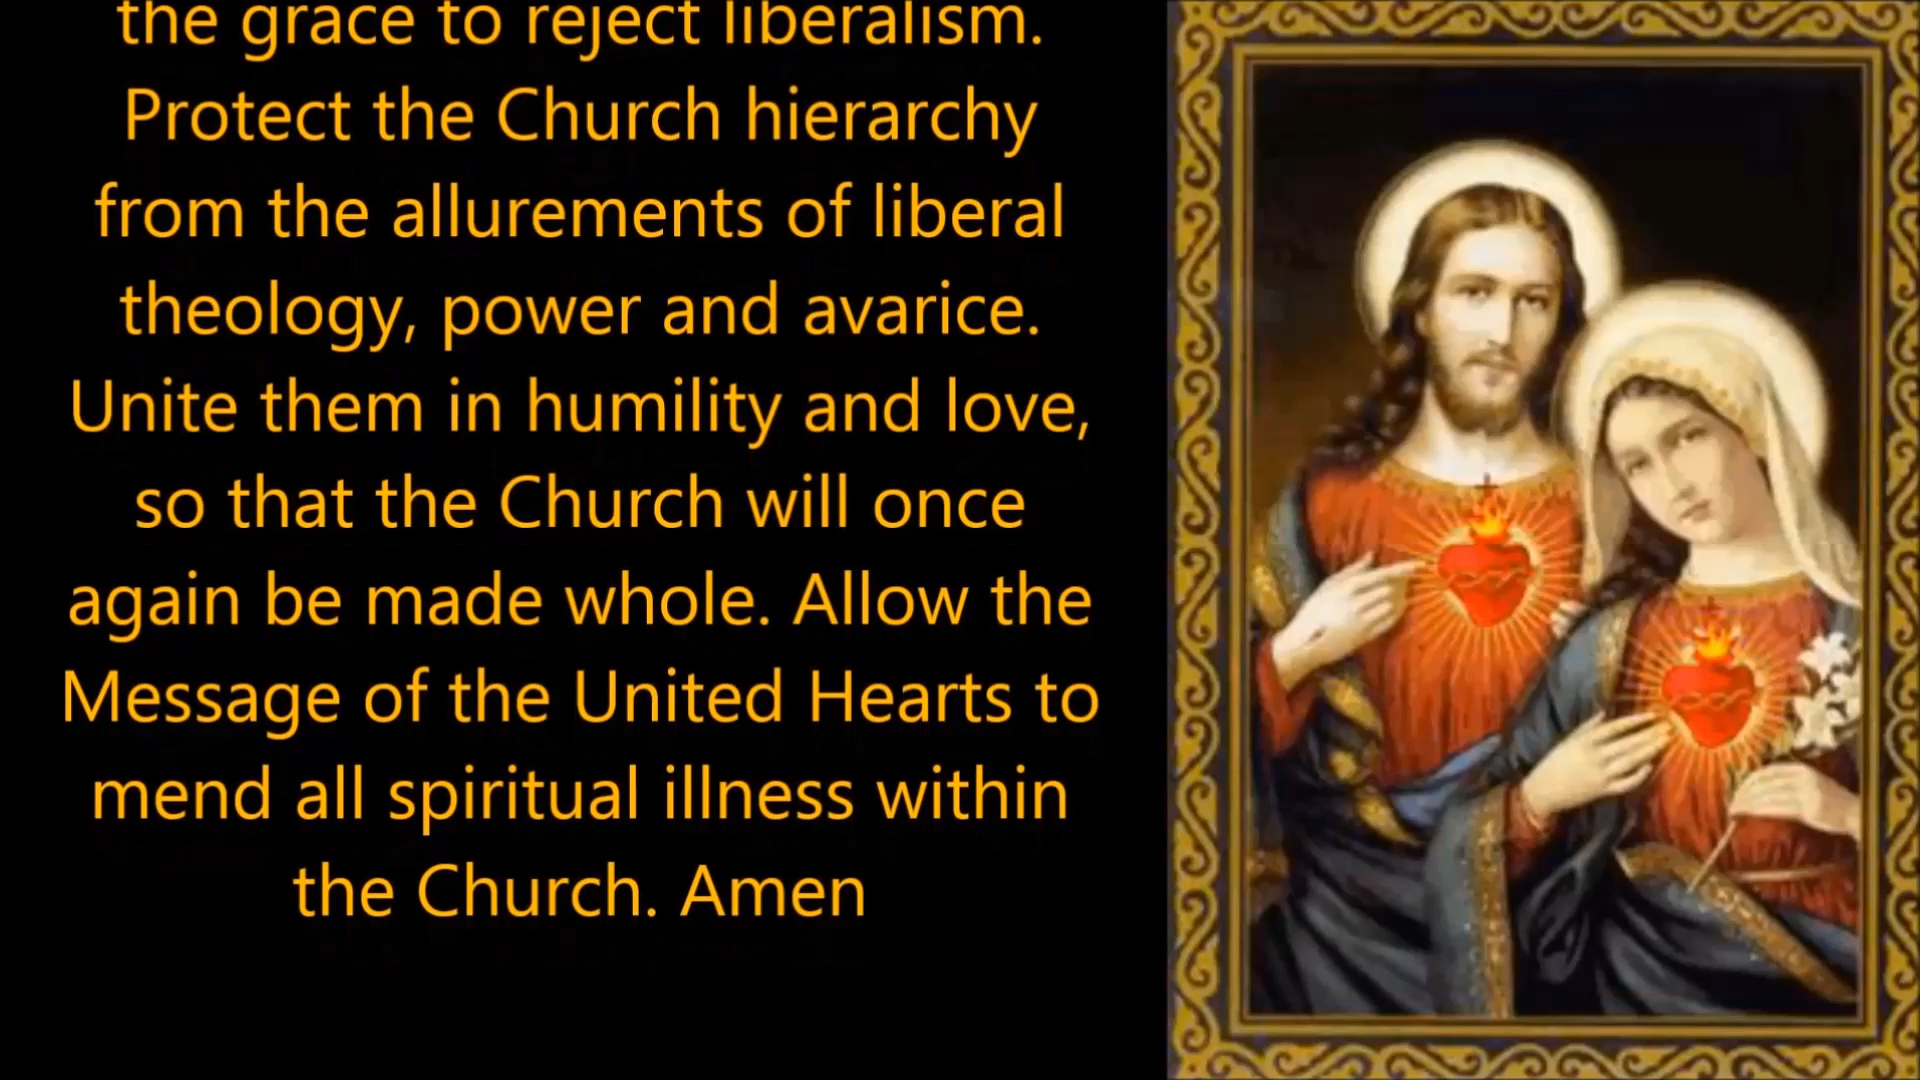 the grace to reject liberalism.
Protect the Church hierarchy
from the allurements of liberal
theology, power and avarice.
Unite them in humility and love,
so that the Church will once
again be made whole. Allow the
Message of the United Hearts to
mend all spiritual illness within
the Church. Amen